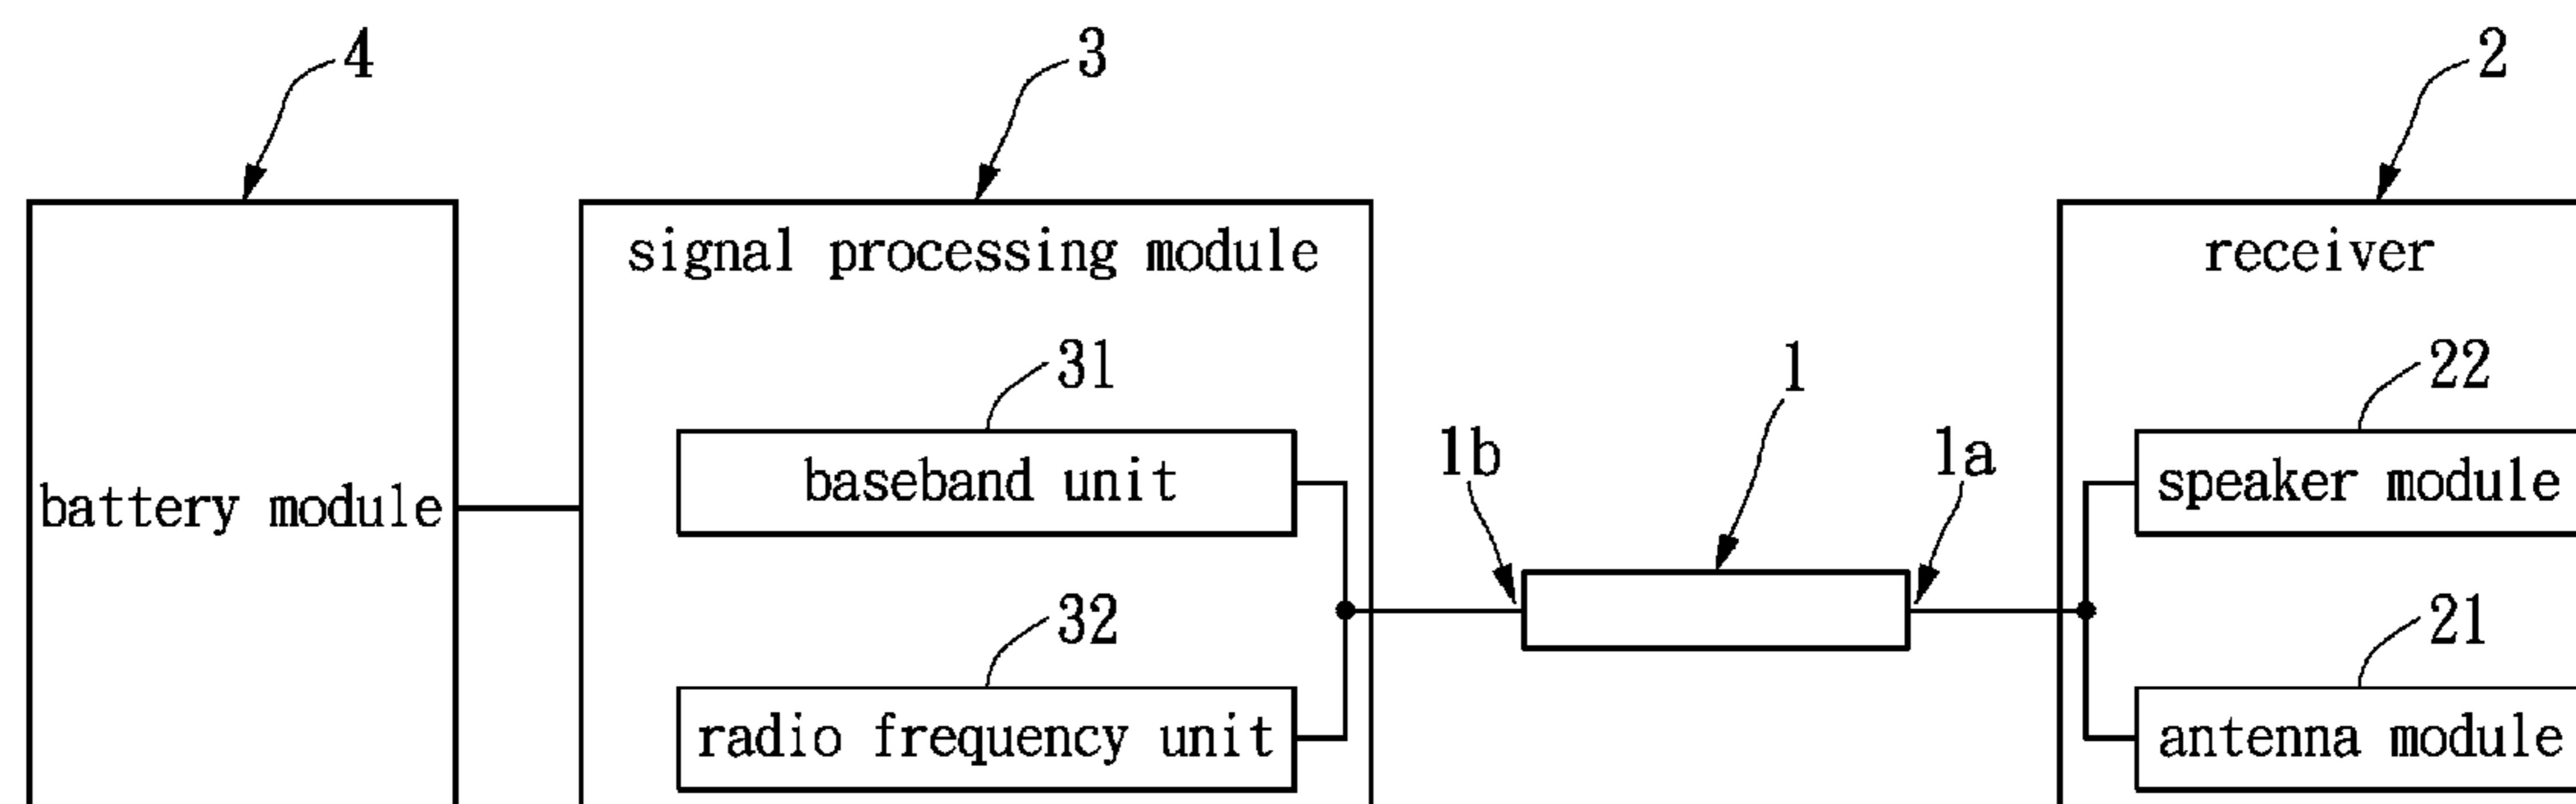 4
3
2
signal processing module
receiver
31
1
22
1b
1a
baseband unit
speaker module
battery module
32
21
radio frequency unit
antenna module